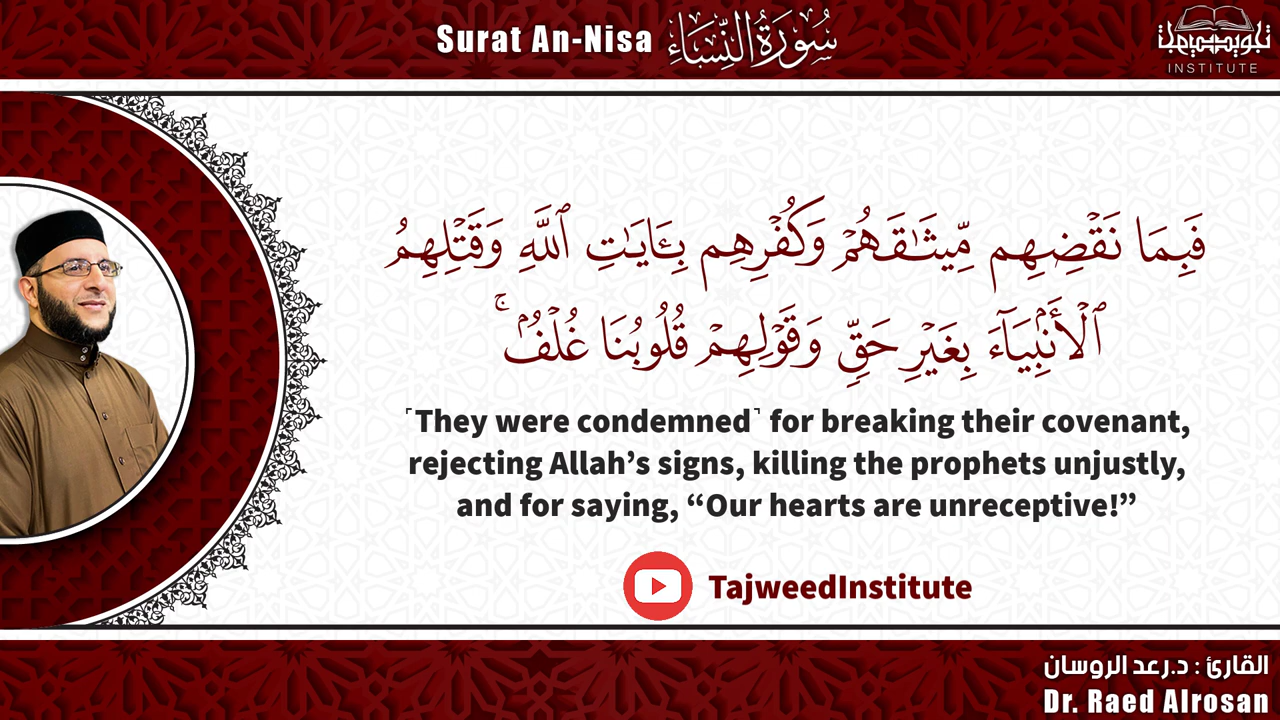 Surat An-Nisa سُورَةُ النِّسَاءِ
تجويد
INSTITUTE
فَبِمَا نَقْضِهِم مِّيثَٰقَهُمْ وَكُفْرِهِم بِـَٔايَٰتِ ٱللَّهِ وَقَتْلِهِمُ
ٱلْأَنۢبِيَآءَ بِغَيْرِ حَقٍّ وَقَوْلِهِمْ قُلُوبُنَا غُلْفٌۢ ۚ
⸢They were condemned⸣ for breaking their covenant,
rejecting Allah’s signs, killing the prophets unjustly,
and for saying, “Our hearts are unreceptive!”
TajweedInstitute
القارئ : د.رعد الروسان
Dr. Raed Alrosan